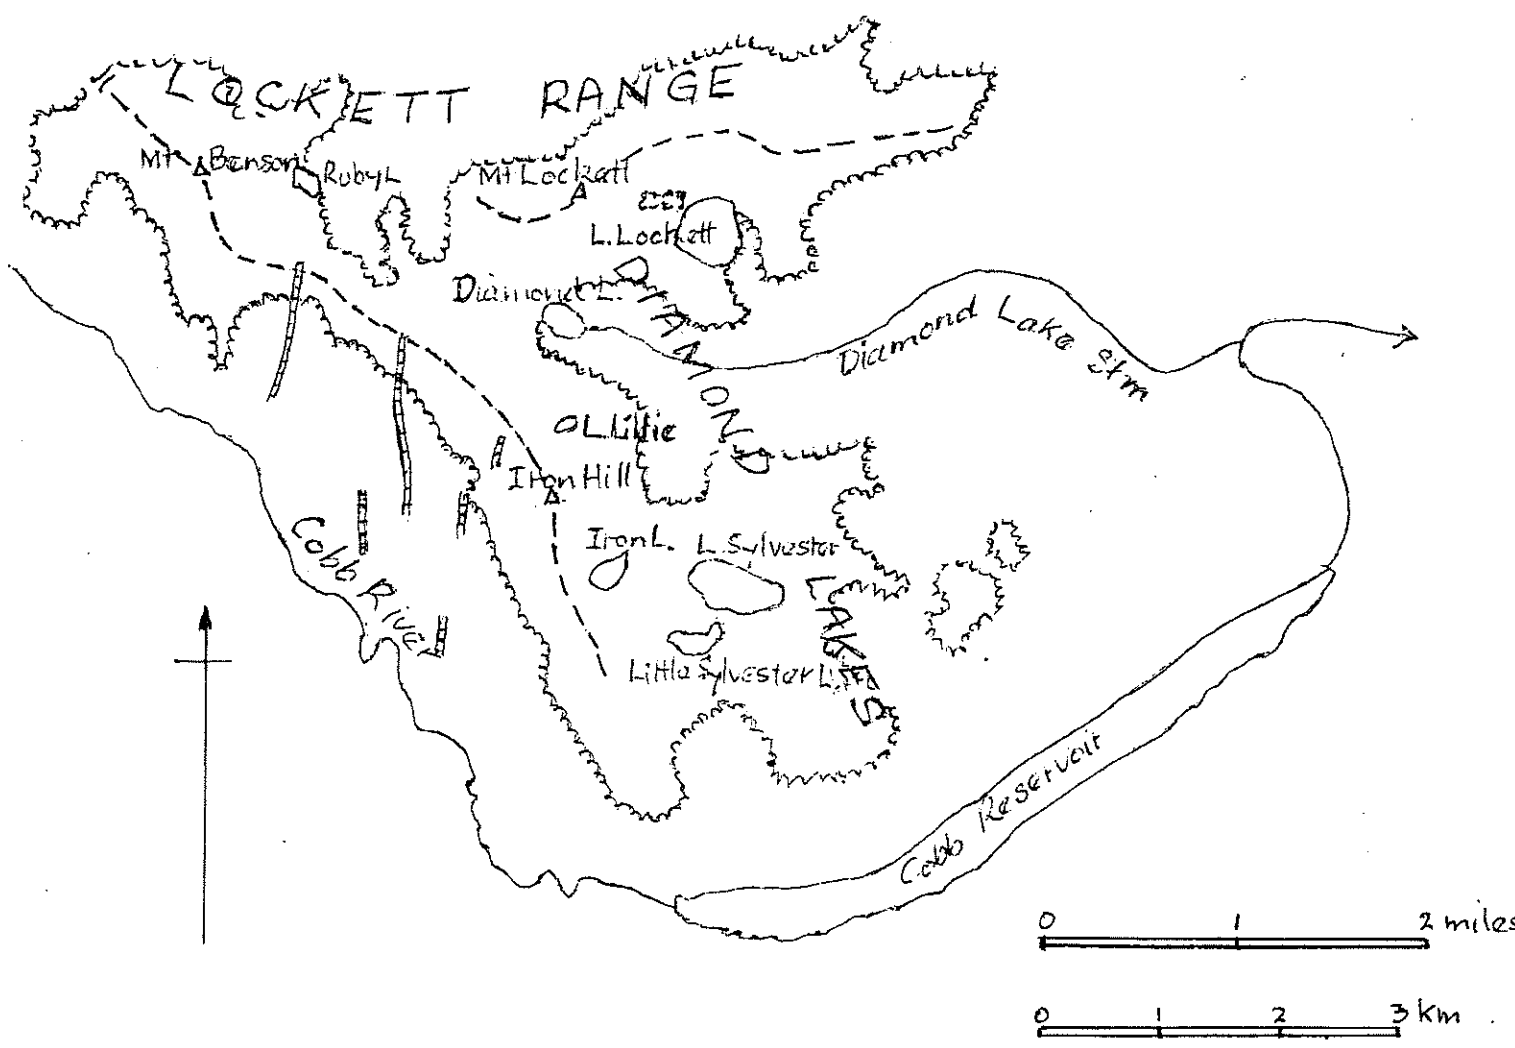 LOCKETT RANGE
Mt Benson
Ruby L
Mt Lockett
L. Lockett
Diamond L.
DIAMOND LAKES
Diamond Lake Stm
L. Lillie
Iron Hill
Iron L.
L. Sylvester
Cobb River
Little Sylvester L.
Cobb Reservoir
0 1 2 miles
0 1 2 3 km